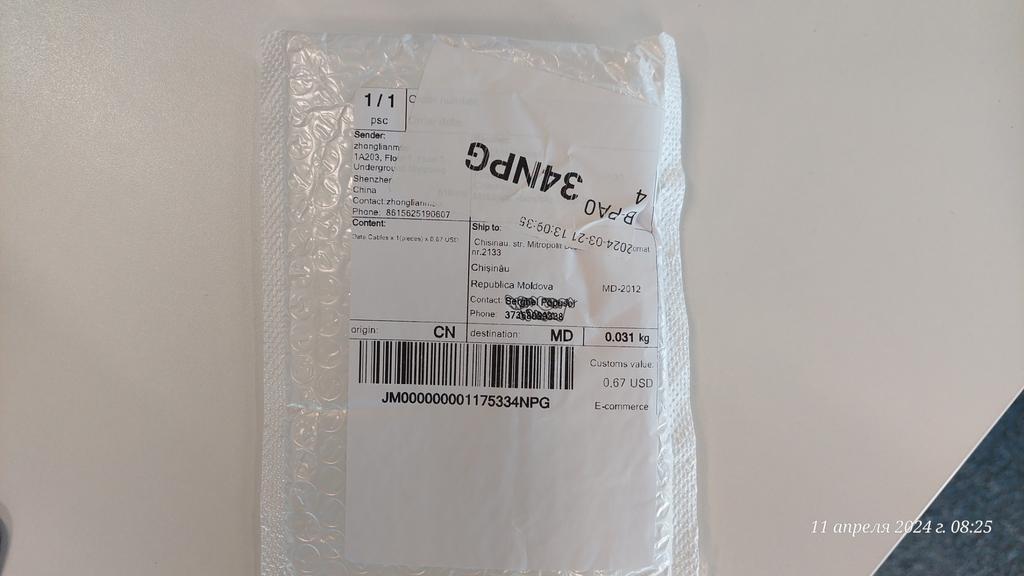 1/1
psc
Sender:
1A203,
Shenzhen
China
Contact:
Phone: 8615625190607
34NPG
4
BPA0
2024-03-21 13:09:35
Content:
Data Cables x 1(pieces) x 0,67 USD
Ship to:
Chisinau, str. Mitropolit
nr.2133
Chișinău
Republica Moldova MD-2012
Contact:
Phone:
origin: CN
destination: MD
0.031 kg
JM000000001175334NPG
Customs value:
0,67 USD
E-commerce
11 апреля 2024 г. 08:25